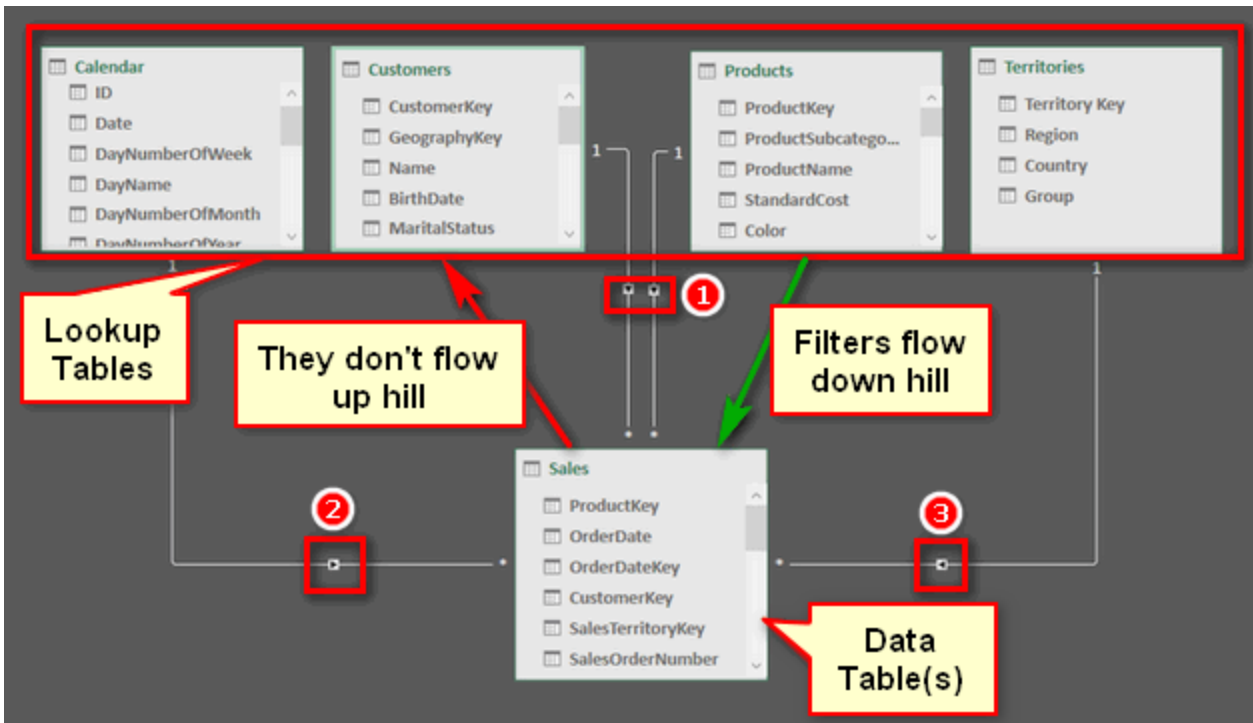 Calendar
ID
Date
DayNumberOfWeek
DayName
DayNumberOfMonth
DayNumberOfYear
Customers
CustomerKey
GeographyKey
Name
BirthDate
MaritalStatus
Products
ProductKey
ProductSubcatego...
ProductName
StandardCost
Color
Territories
Territory Key
Region
Country
Group
1
1
1
1
1
Lookup
Tables
They don't flow
up hill
Filters flow
down hill
*
*
Sales
ProductKey
OrderDate
OrderDateKey
CustomerKey
SalesTerritoryKey
SalesOrderNumber
2
*
3
*
Data
Table(s)